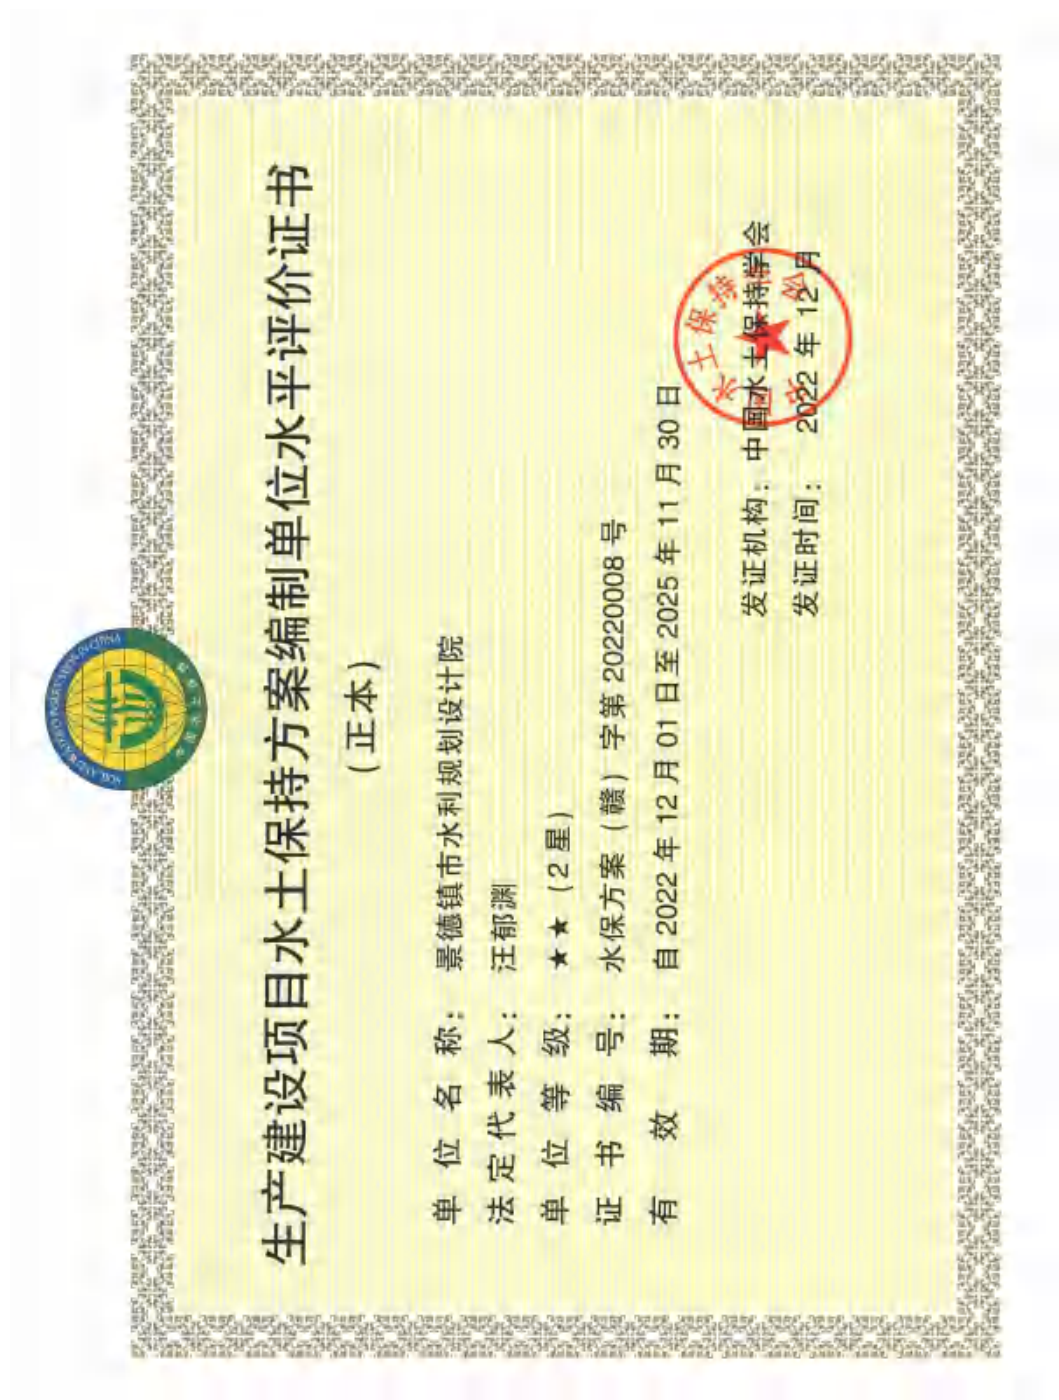 生产建设项目水土保持方案编制单位水平评价证书
（正本）
单位名称：景德镇市水利规划设计院
法定代表人：汪郁渊
单位等级：★★（2星）
证书编号：水保方案（赣）字第20220008号
有效期：自2022年12月01日至2025年11月30日
发证机构：中国水土保持学会
发证时间：2022年12月